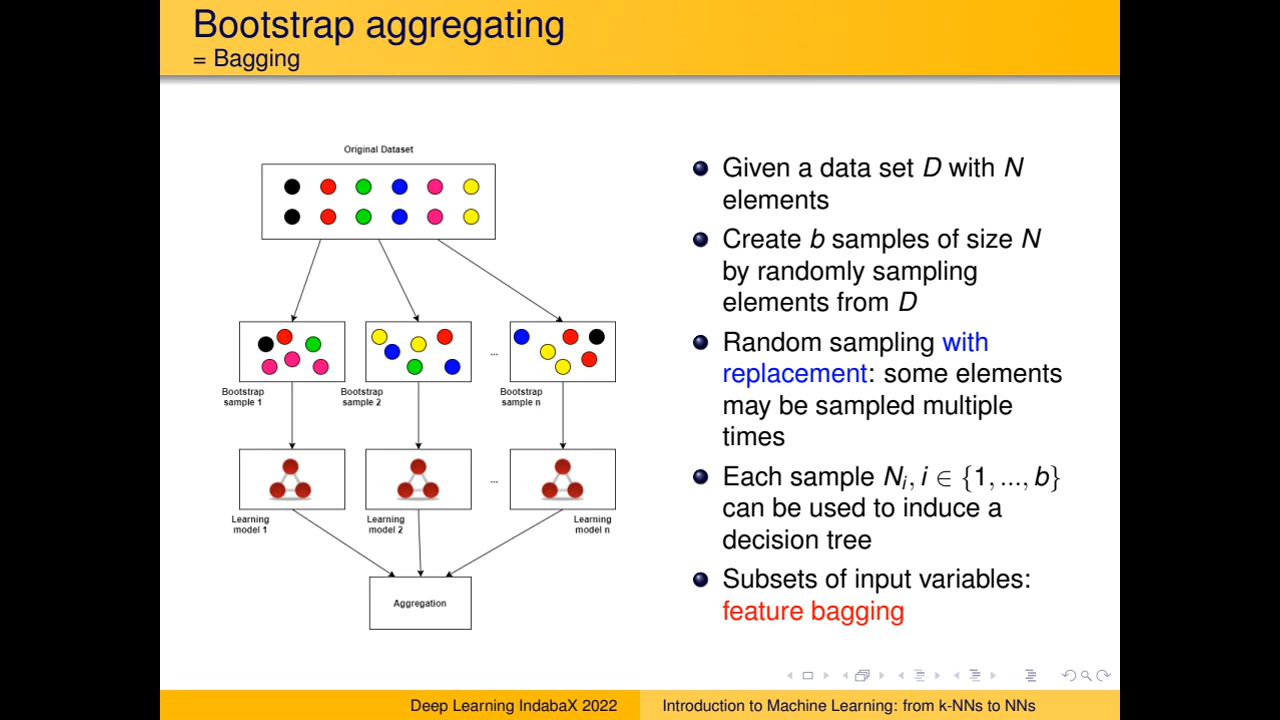 Bootstrap aggregating
= Bagging
Original Dataset
Bootstrap
sample 1
Bootstrap
sample 2
...
Bootstrap
sample n
Learning
model 1
Learning
model 2
...
Learning
model n
Aggregation
Given a data set D with N
elements
Create b samples of size N
by randomly sampling
elements from D
Random sampling with
replacement: some elements
may be sampled multiple
times
Each sample Nᵢ, i ∈ {1, ..., b}
can be used to induce a
decision tree
Subsets of input variables:
feature bagging
Deep Learning IndabaX 2022
Introduction to Machine Learning: from k-NNs to NNs